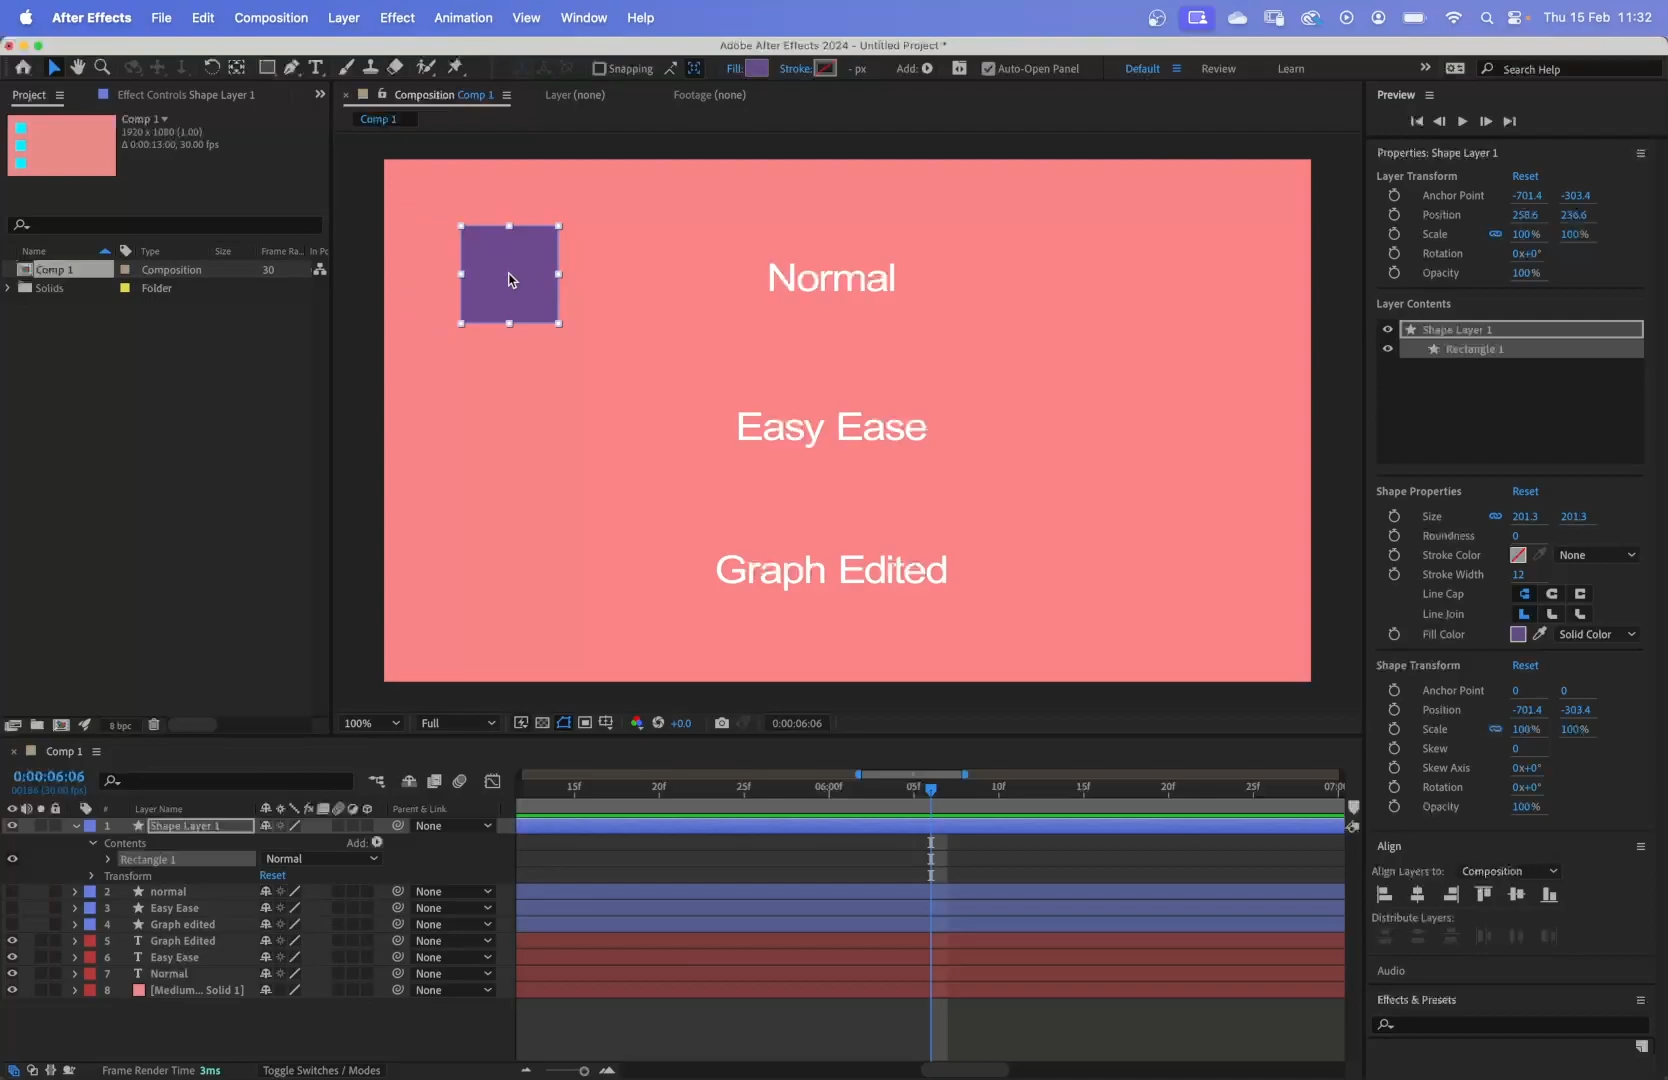 After Effects File Edit Composition Layer Effect Animation View Window Help Thu 15 Feb 11:32
Adobe After Effects 2024 - Untitled Project *
Snapping Fill: Stroke: - px Add: Auto-Open Panel Default Review Learn Search Help
Project Effect Controls Shape Layer 1 Composition Comp 1 Layer (none) Footage (none) Preview
Comp 1
Comp 1
1920 x 1080 (1.00)
Δ 0:00:13:00, 30.00 fps
Name Type Size Frame Ra... In Po
Comp 1 Composition 30
Solids Folder
Normal
Easy Ease
Graph Edited
Properties: Shape Layer 1
Layer Transform Reset
Anchor Point -701.4 -303.4
Position 258.6 236.6
Scale 100% 100%
Rotation 0x+0°
Opacity 100%
Layer Contents
Shape Layer 1
Rectangle 1
Shape Properties Reset
Size 201.3 201.3
Roundness 0
Stroke Color None
Stroke Width 12
Line Cap
Line Join
Fill Color Solid Color
Shape Transform Reset
Anchor Point 0 0
Position -701.4 -303.4
Scale 100% 100%
Skew 0
Skew Axis 0x+0°
Rotation 0x+0°
Opacity 100%
Align
Align Layers to: Composition
Distribute Layers:
Audio
Effects & Presets
8 bpc 100% Full +0.0 0:00:06:06
Comp 1
0:00:06:06
00186 (30.00 fps)
15f 20f 25f 06:00f 05f 10f 15f 20f 25f 07:00
# Layer Name Parent & Link
1 Shape Layer 1 None
Contents Add:
Rectangle 1 Normal
Transform Reset
2 normal None
3 Easy Ease None
4 Graph edited None
5 T Graph Edited None
6 T Easy Ease None
7 T Normal None
8 [Medium... Solid 1] None
Frame Render Time 3ms Toggle Switches / Modes